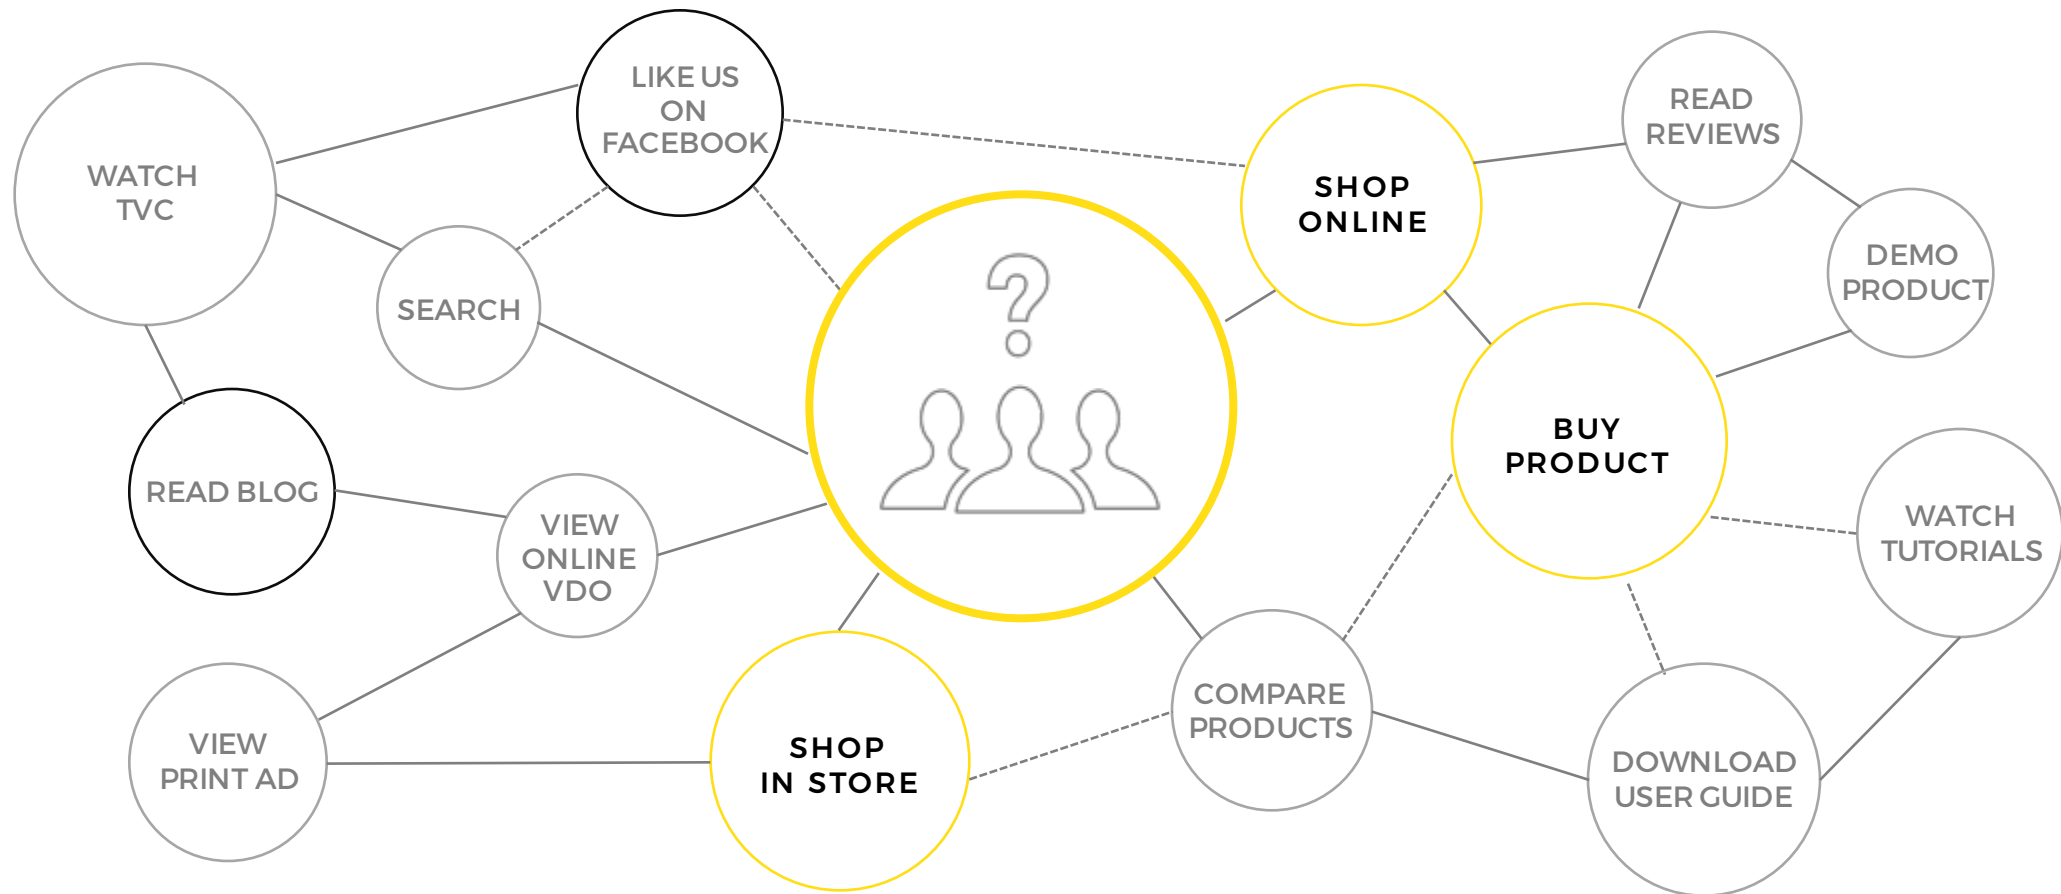 WATCH
TVC
LIKE US
ON
FACEBOOK
SEARCH
READ BLOG
VIEW
ONLINE
VDO
VIEW
PRINT AD
?
SHOP
IN STORE
SHOP
ONLINE
READ
REVIEWS
DEMO
PRODUCT
BUY
PRODUCT
WATCH
TUTORIALS
COMPARE
PRODUCTS
DOWNLOAD
USER GUIDE